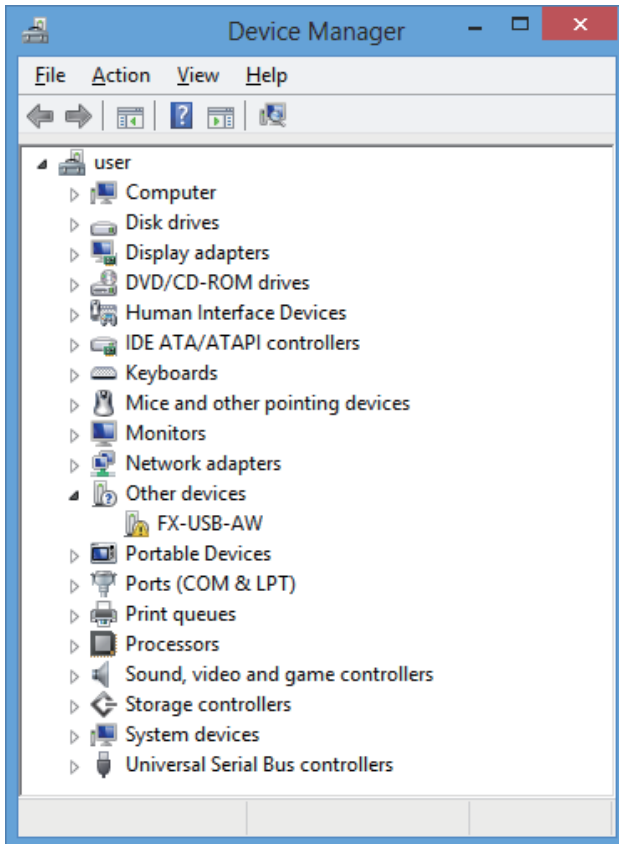 Device Manager
File Action View Help
user
Computer
Disk drives
Display adapters
DVD/CD-ROM drives
Human Interface Devices
IDE ATA/ATAPI controllers
Keyboards
Mice and other pointing devices
Monitors
Network adapters
Other devices
FX-USB-AW
Portable Devices
Ports (COM & LPT)
Print queues
Processors
Sound, video and game controllers
Storage controllers
System devices
Universal Serial Bus controllers